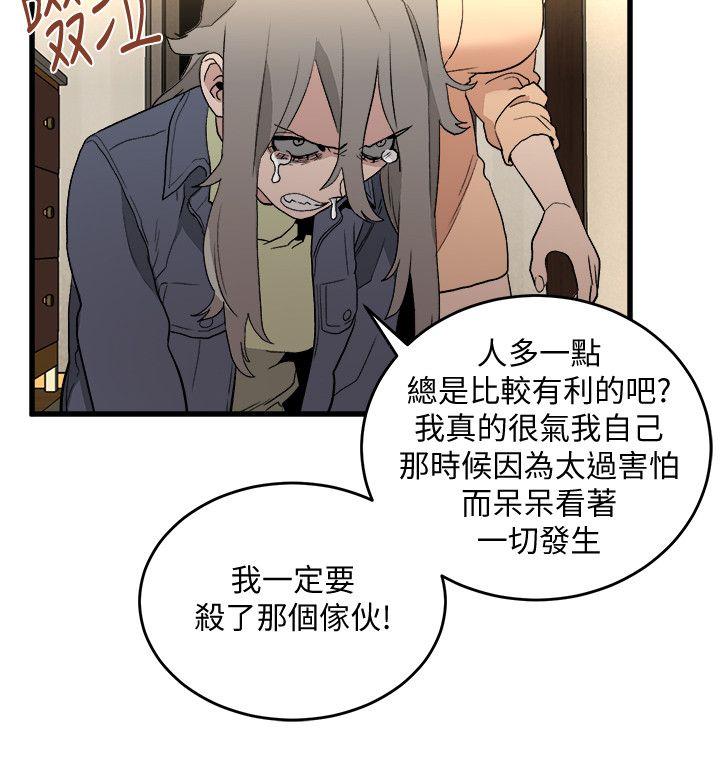 啜泣
人多一點
總是比較有利的吧?
我真的很氣我自己
那時候因為太過害怕
而呆呆看著
一切發生
我一定要
殺了那個傢伙!